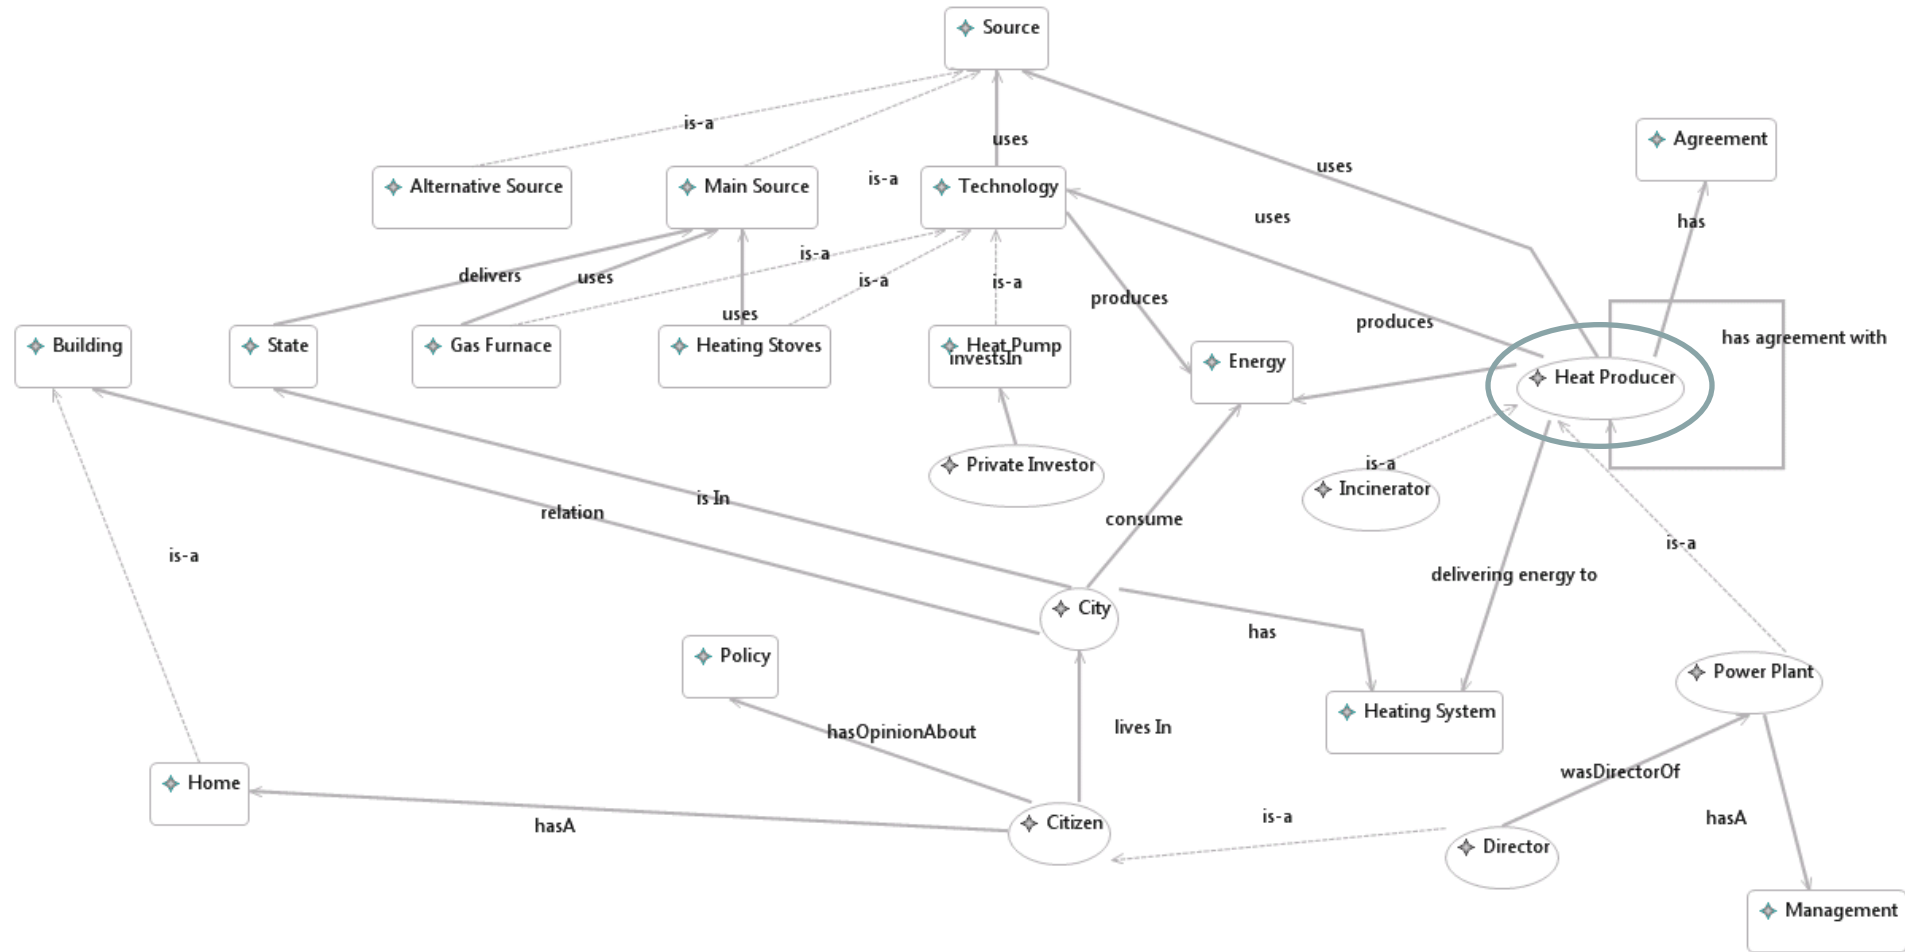 Source
is-a
uses
Agreement
Alternative Source
Main Source
is-a
Technology
uses
uses
has
delivers
uses
is-a
is-a
is-a
produces
uses
produces
has agreement with
Building
State
Gas Furnace
Heating Stoves
Heat Pump
investsIn
Energy
Heat Producer
Private Investor
is-a
Incinerator
is In
relation
consume
is-a
is-a
delivering energy to
City
has
Policy
Power Plant
Heating System
hasOpinionAbout
lives In
wasDirectorOf
Home
hasA
Citizen
is-a
hasA
Director
Management